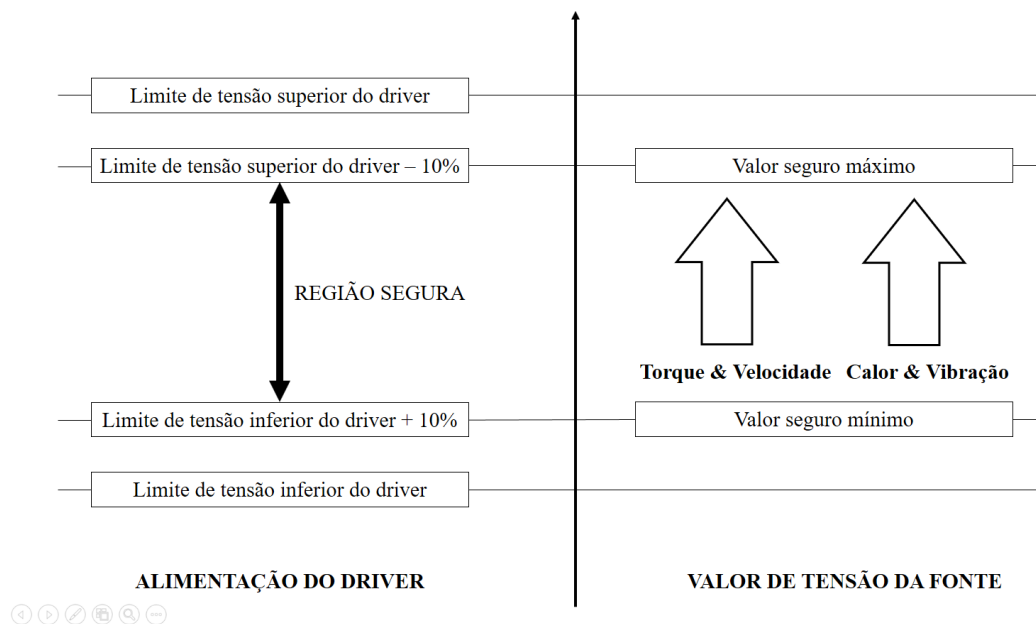 Limite de tensão superior do driver
Limite de tensão superior do driver – 10%
Valor seguro máximo
REGIÃO SEGURA
Torque & Velocidade
Calor & Vibração
Limite de tensão inferior do driver + 10%
Valor seguro mínimo
Limite de tensão inferior do driver
ALIMENTAÇÃO DO DRIVER
VALOR DE TENSÃO DA FONTE